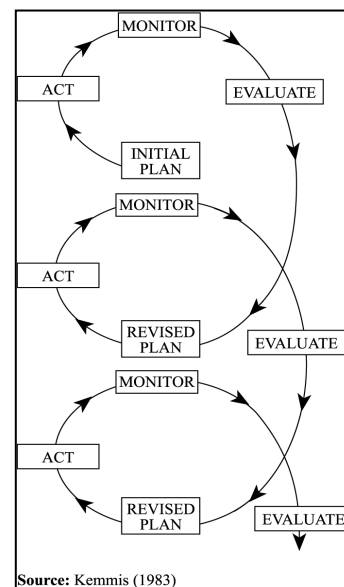 MONITOR
ACT
EVALUATE
INITIAL
PLAN
MONITOR
ACT
REVISED
PLAN
EVALUATE
MONITOR
ACT
REVISED
PLAN
EVALUATE
Source: Kemmis (1983)